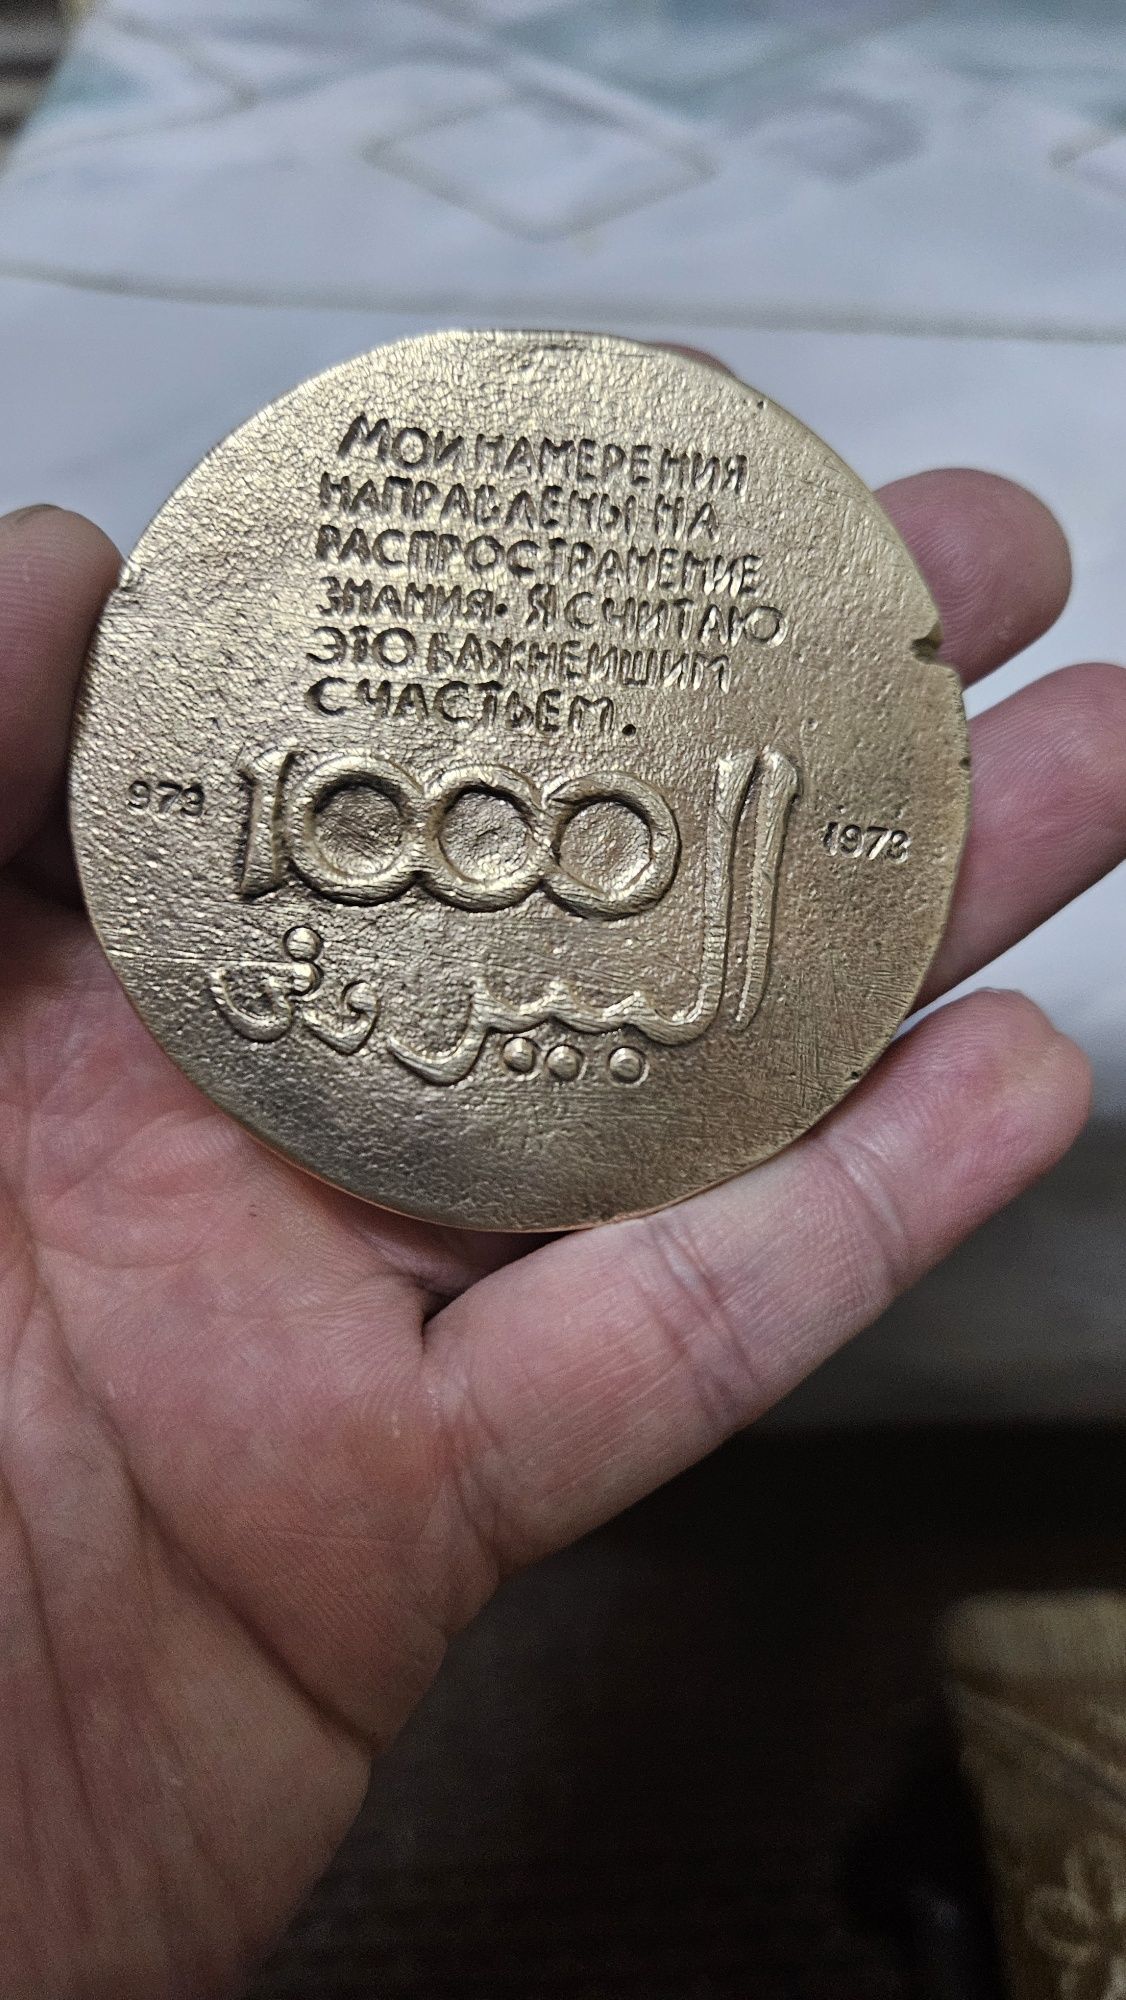 МОИ НАМЕРЕНИЯ
НАПРАВЛЕНЫ НА
РАСПРОСТРАНЕНИЕ
ЗНАНИЯ. Я СЧИТАЮ
ЭТО ВАЖНЕЙШИМ
СЧАСТЬЕМ.
973 1000 1973
البيروني